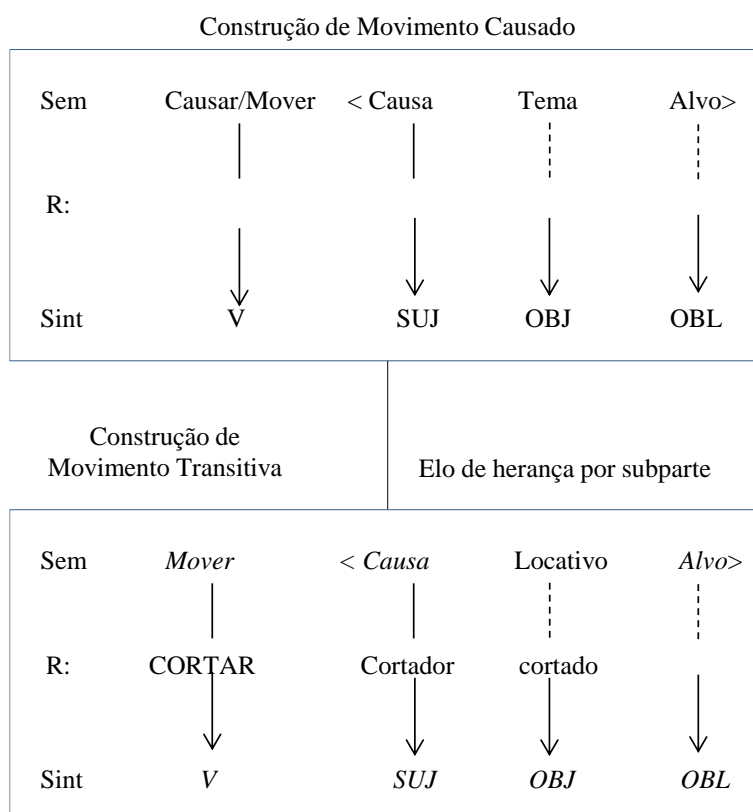 Construção de Movimento Causado
Sem Causar/Mover < Causa Tema Alvo>
R:
Sint V SUJ OBJ OBL
Construção de
Movimento Transitiva
Elo de herança por subparte
Sem Mover < Causa Locativo Alvo>
R: CORTAR Cortador cortado
Sint V SUJ OBJ OBL